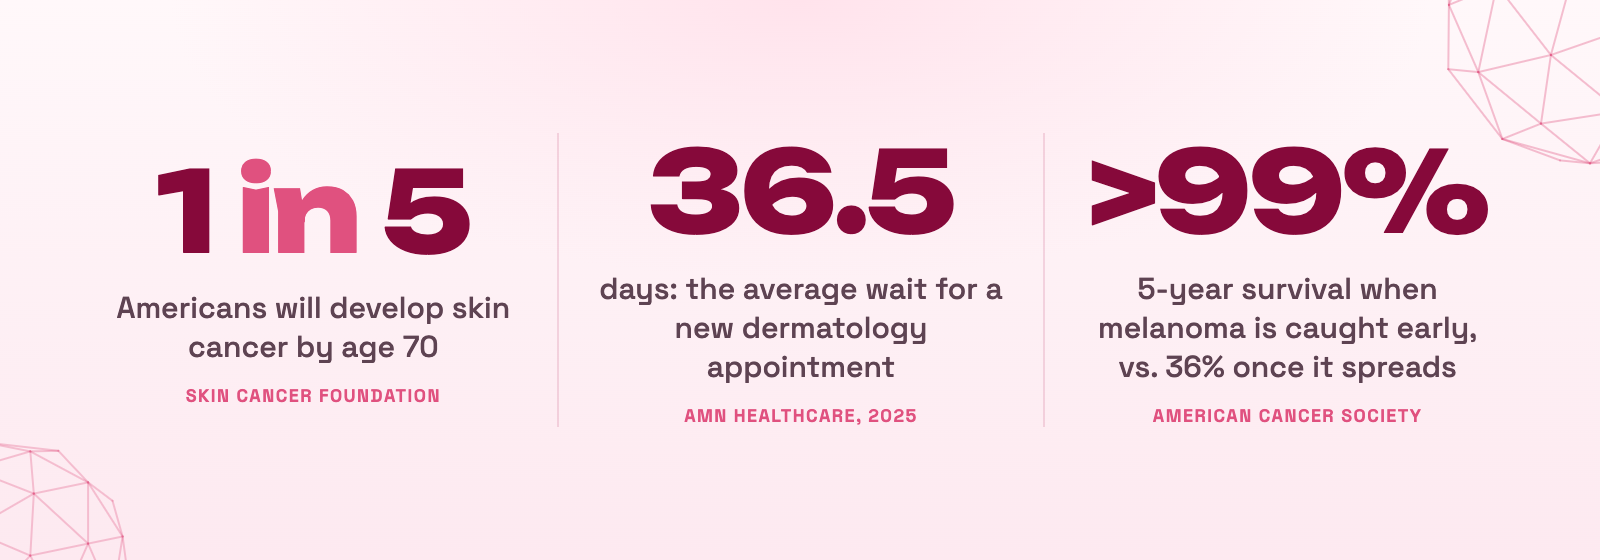 1 in 5
Americans will develop skin
cancer by age 70
SKIN CANCER FOUNDATION
36.5
days: the average wait for a
new dermatology
appointment
AMN HEALTHCARE, 2025
>99%
5-year survival when
melanoma is caught early,
vs. 36% once it spreads
AMERICAN CANCER SOCIETY